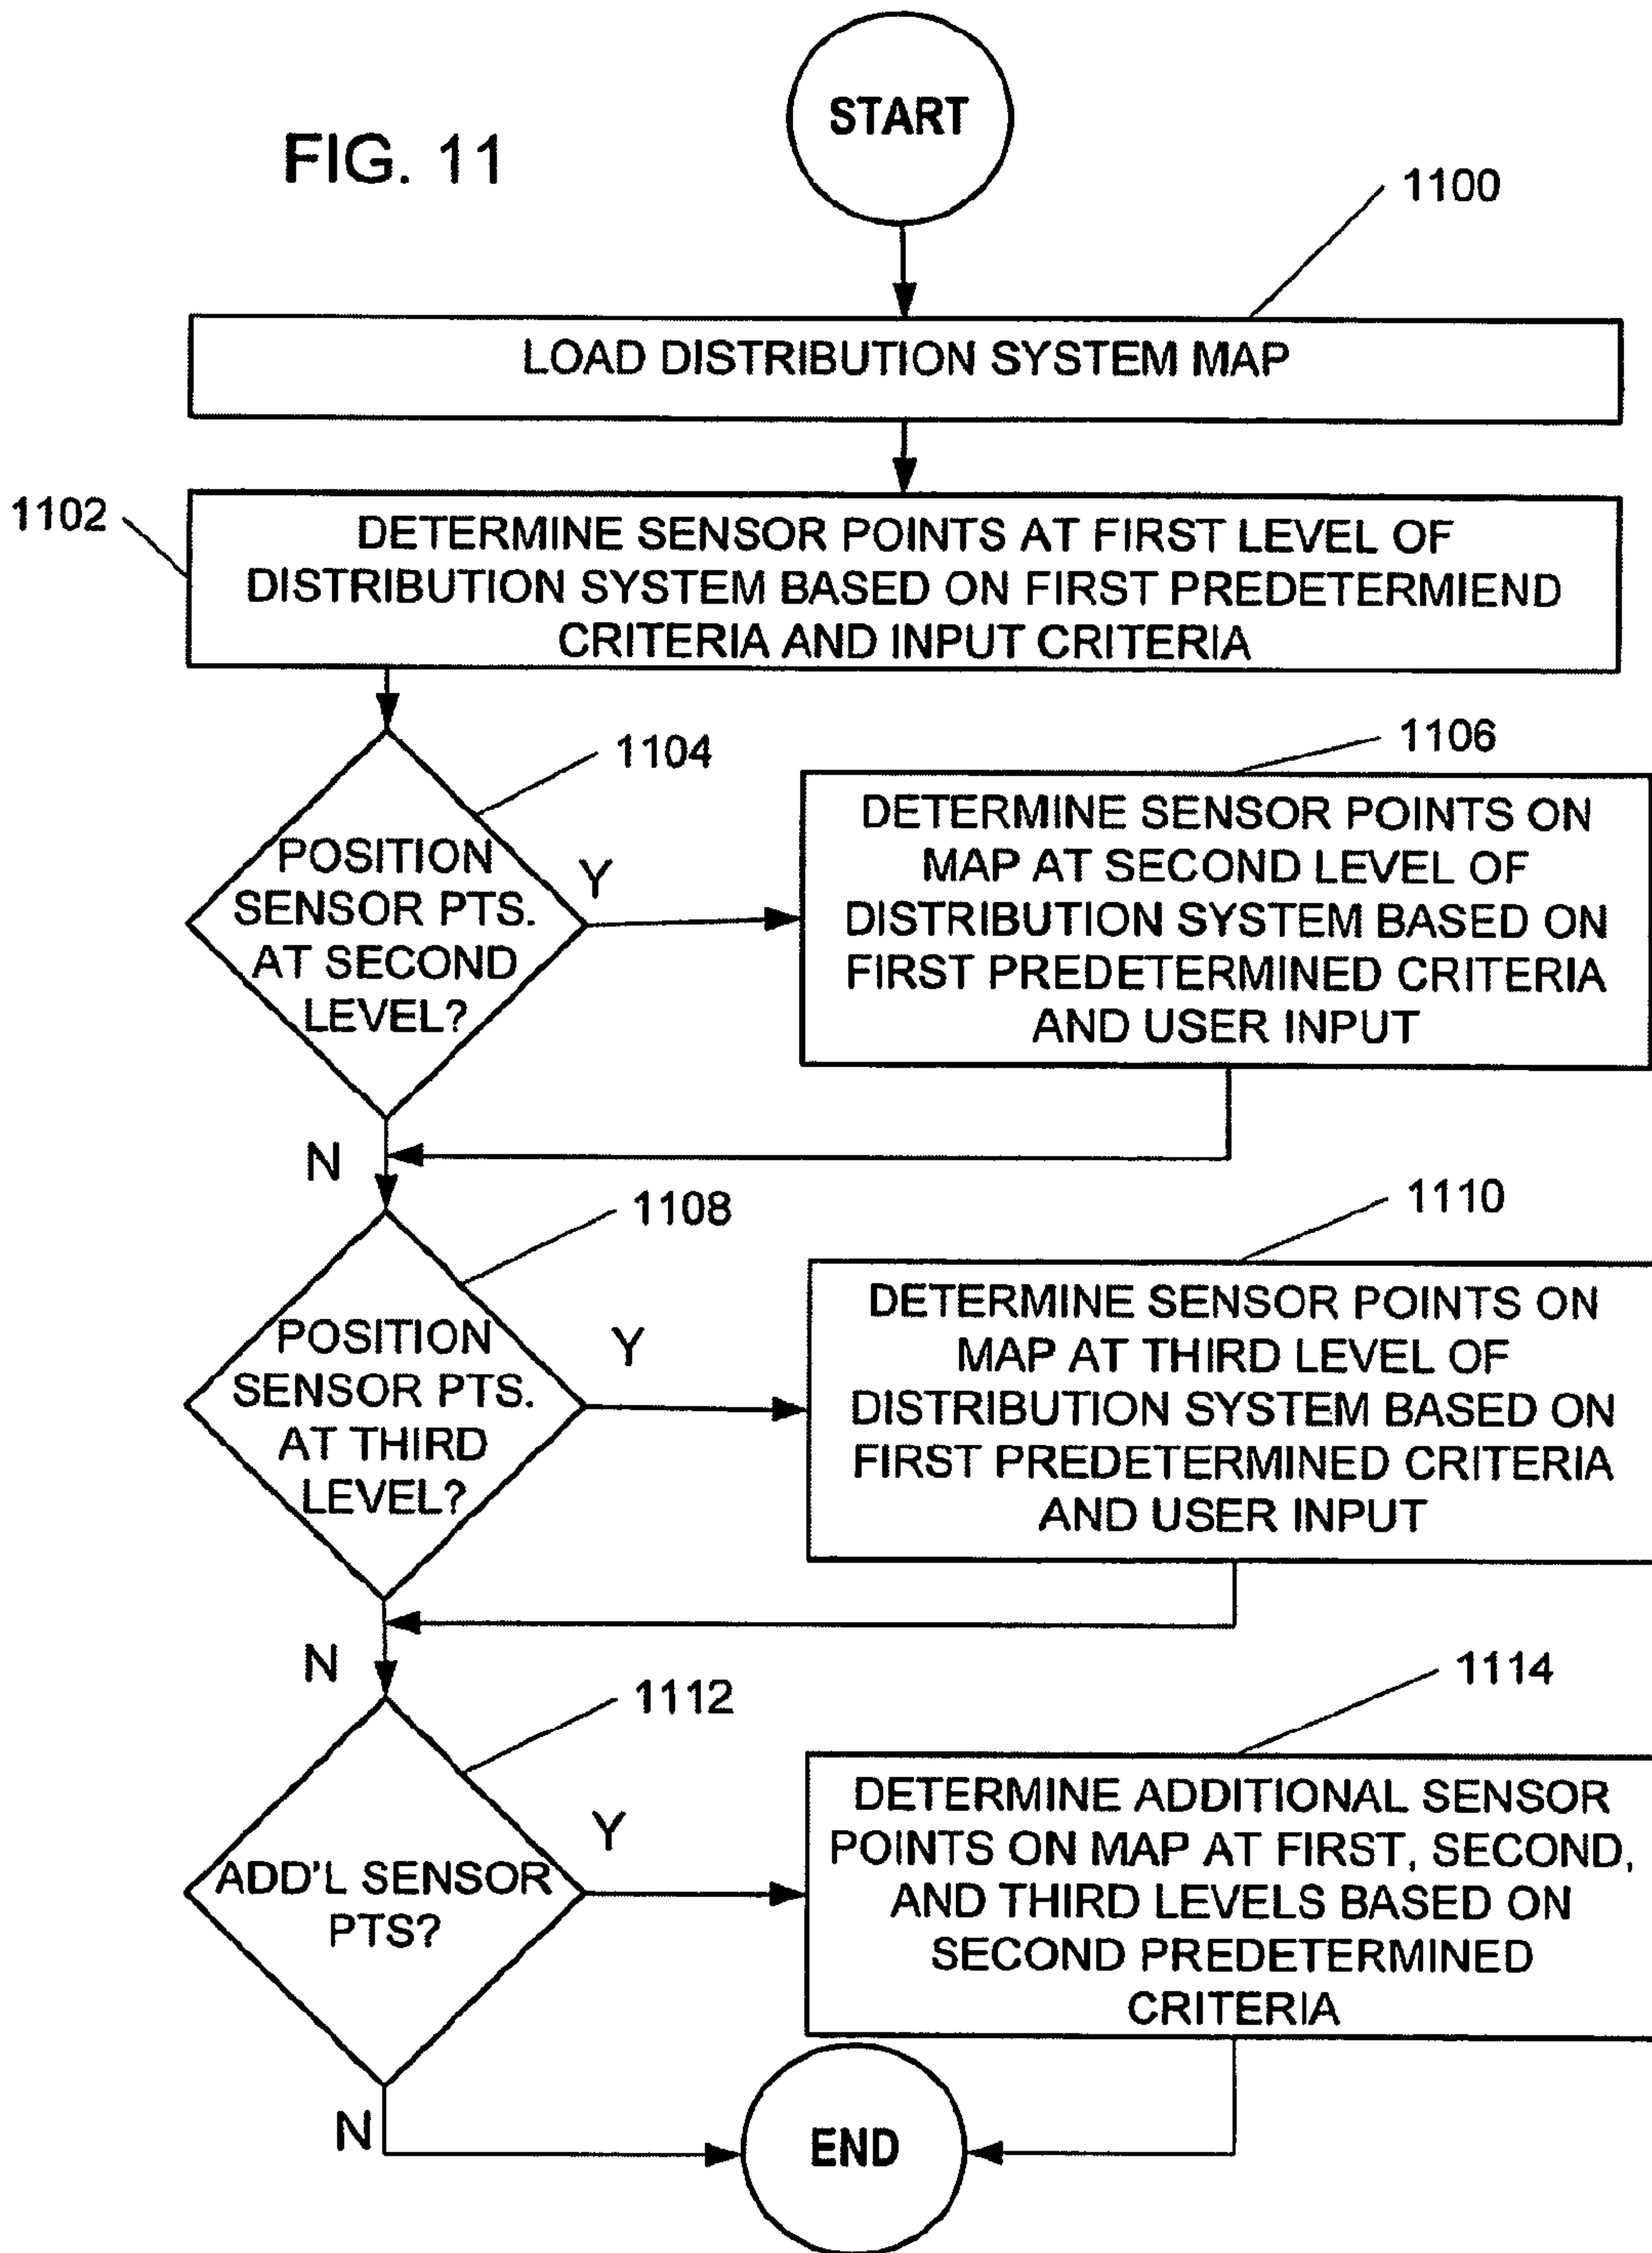 FIG. 11
START
1100
LOAD DISTRIBUTION SYSTEM MAP
1102
DETERMINE SENSOR POINTS AT FIRST LEVEL OF
DISTRIBUTION SYSTEM BASED ON FIRST PREDETERMIEND
CRITERIA AND INPUT CRITERIA
1104
POSITION
SENSOR PTS.
AT SECOND
LEVEL?
Y
N
1106
DETERMINE SENSOR POINTS ON
MAP AT SECOND LEVEL OF
DISTRIBUTION SYSTEM BASED ON
FIRST PREDETERMINED CRITERIA
AND USER INPUT
1108
POSITION
SENSOR PTS.
AT THIRD
LEVEL?
Y
N
1110
DETERMINE SENSOR POINTS ON
MAP AT THIRD LEVEL OF
DISTRIBUTION SYSTEM BASED ON
FIRST PREDETERMINED CRITERIA
AND USER INPUT
1112
ADD'L SENSOR
PTS?
Y
N
1114
DETERMINE ADDITIONAL SENSOR
POINTS ON MAP AT FIRST, SECOND,
AND THIRD LEVELS BASED ON
SECOND PREDETERMINED
CRITERIA
END